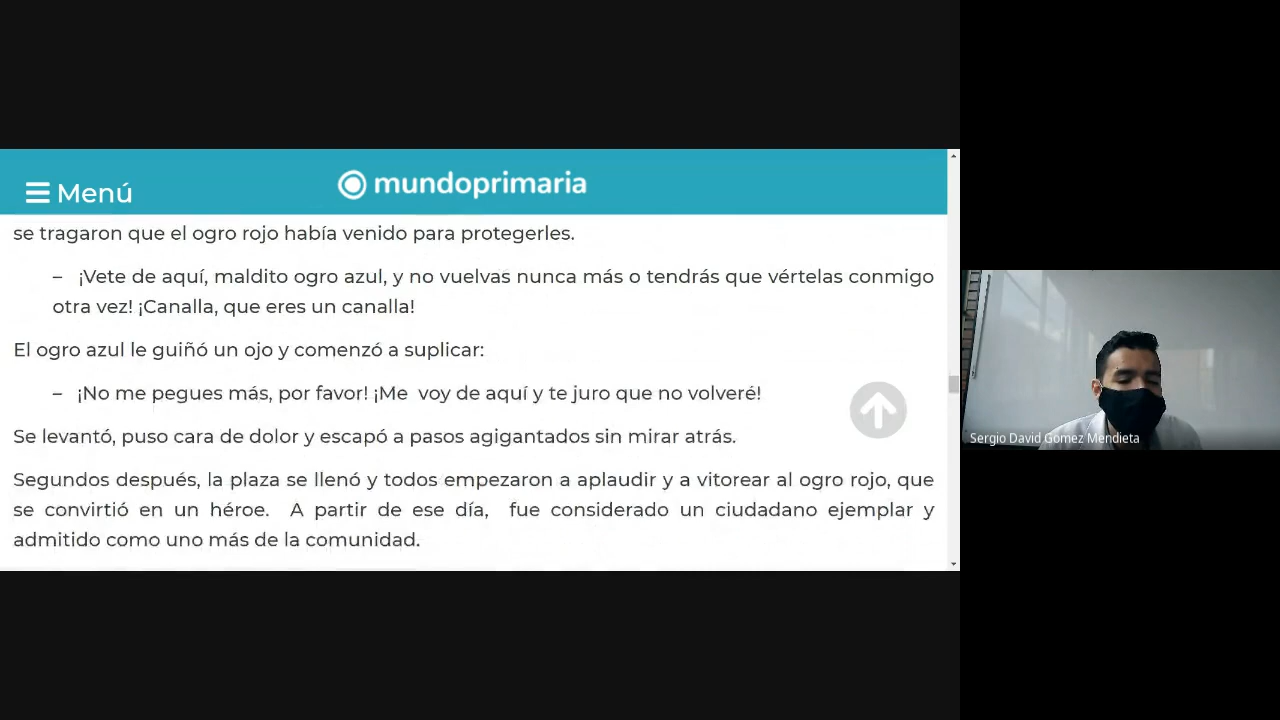 Menú
mundoprimaria
se tragaron que el ogro rojo había venido para protegerles.
– ¡Vete de aquí, maldito ogro azul, y no vuelvas nunca más o tendrás que vértelas conmigo
otra vez! ¡Canalla, que eres un canalla!
El ogro azul le guiñó un ojo y comenzó a suplicar:
– ¡No me pegues más, por favor! ¡Me voy de aquí y te juro que no volveré!
Se levantó, puso cara de dolor y escapó a pasos agigantados sin mirar atrás.
Segundos después, la plaza se llenó y todos empezaron a aplaudir y a vitorear al ogro rojo, que
se convirtió en un héroe. A partir de ese día, fue considerado un ciudadano ejemplar y
admitido como uno más de la comunidad.
Sergio David Gomez Mendieta